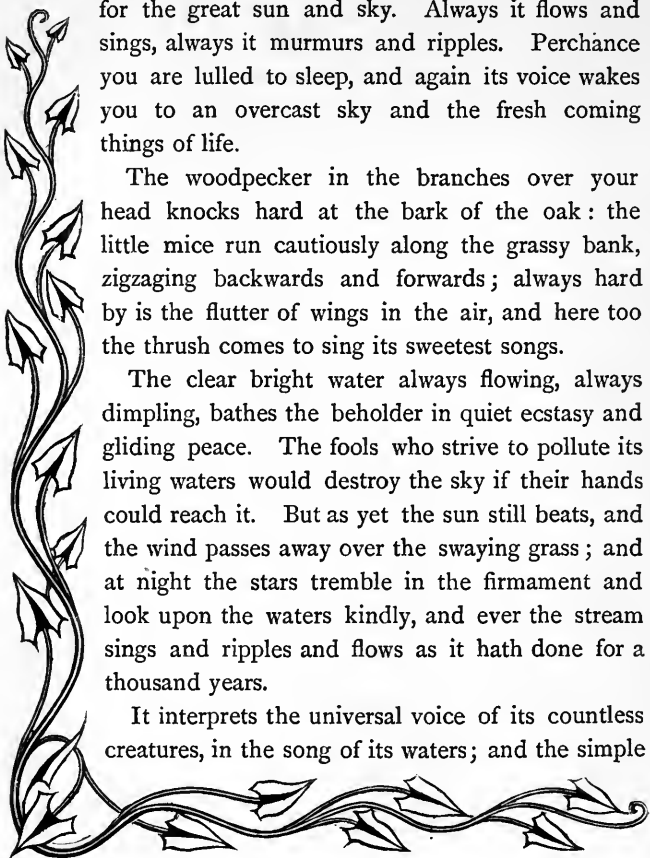 for the great sun and sky. Always it flows and
sings, always it murmurs and ripples. Perchance
you are lulled to sleep, and again its voice wakes
you to an overcast sky and the fresh coming
things of life.
The woodpecker in the branches over your
head knocks hard at the bark of the oak: the
little mice run cautiously along the grassy bank,
zigzaging backwards and forwards; always hard
by is the flutter of wings in the air, and here too
the thrush comes to sing its sweetest songs.
The clear bright water always flowing, always
dimpling, bathes the beholder in quiet ecstasy and
gliding peace. The fools who strive to pollute its
living waters would destroy the sky if their hands
could reach it. But as yet the sun still beats, and
the wind passes away over the swaying grass; and
at night the stars tremble in the firmament and
look upon the waters kindly, and ever the stream
sings and ripples and flows as it hath done for a
thousand years.
It interprets the universal voice of its countless
creatures, in the song of its waters; and the simple